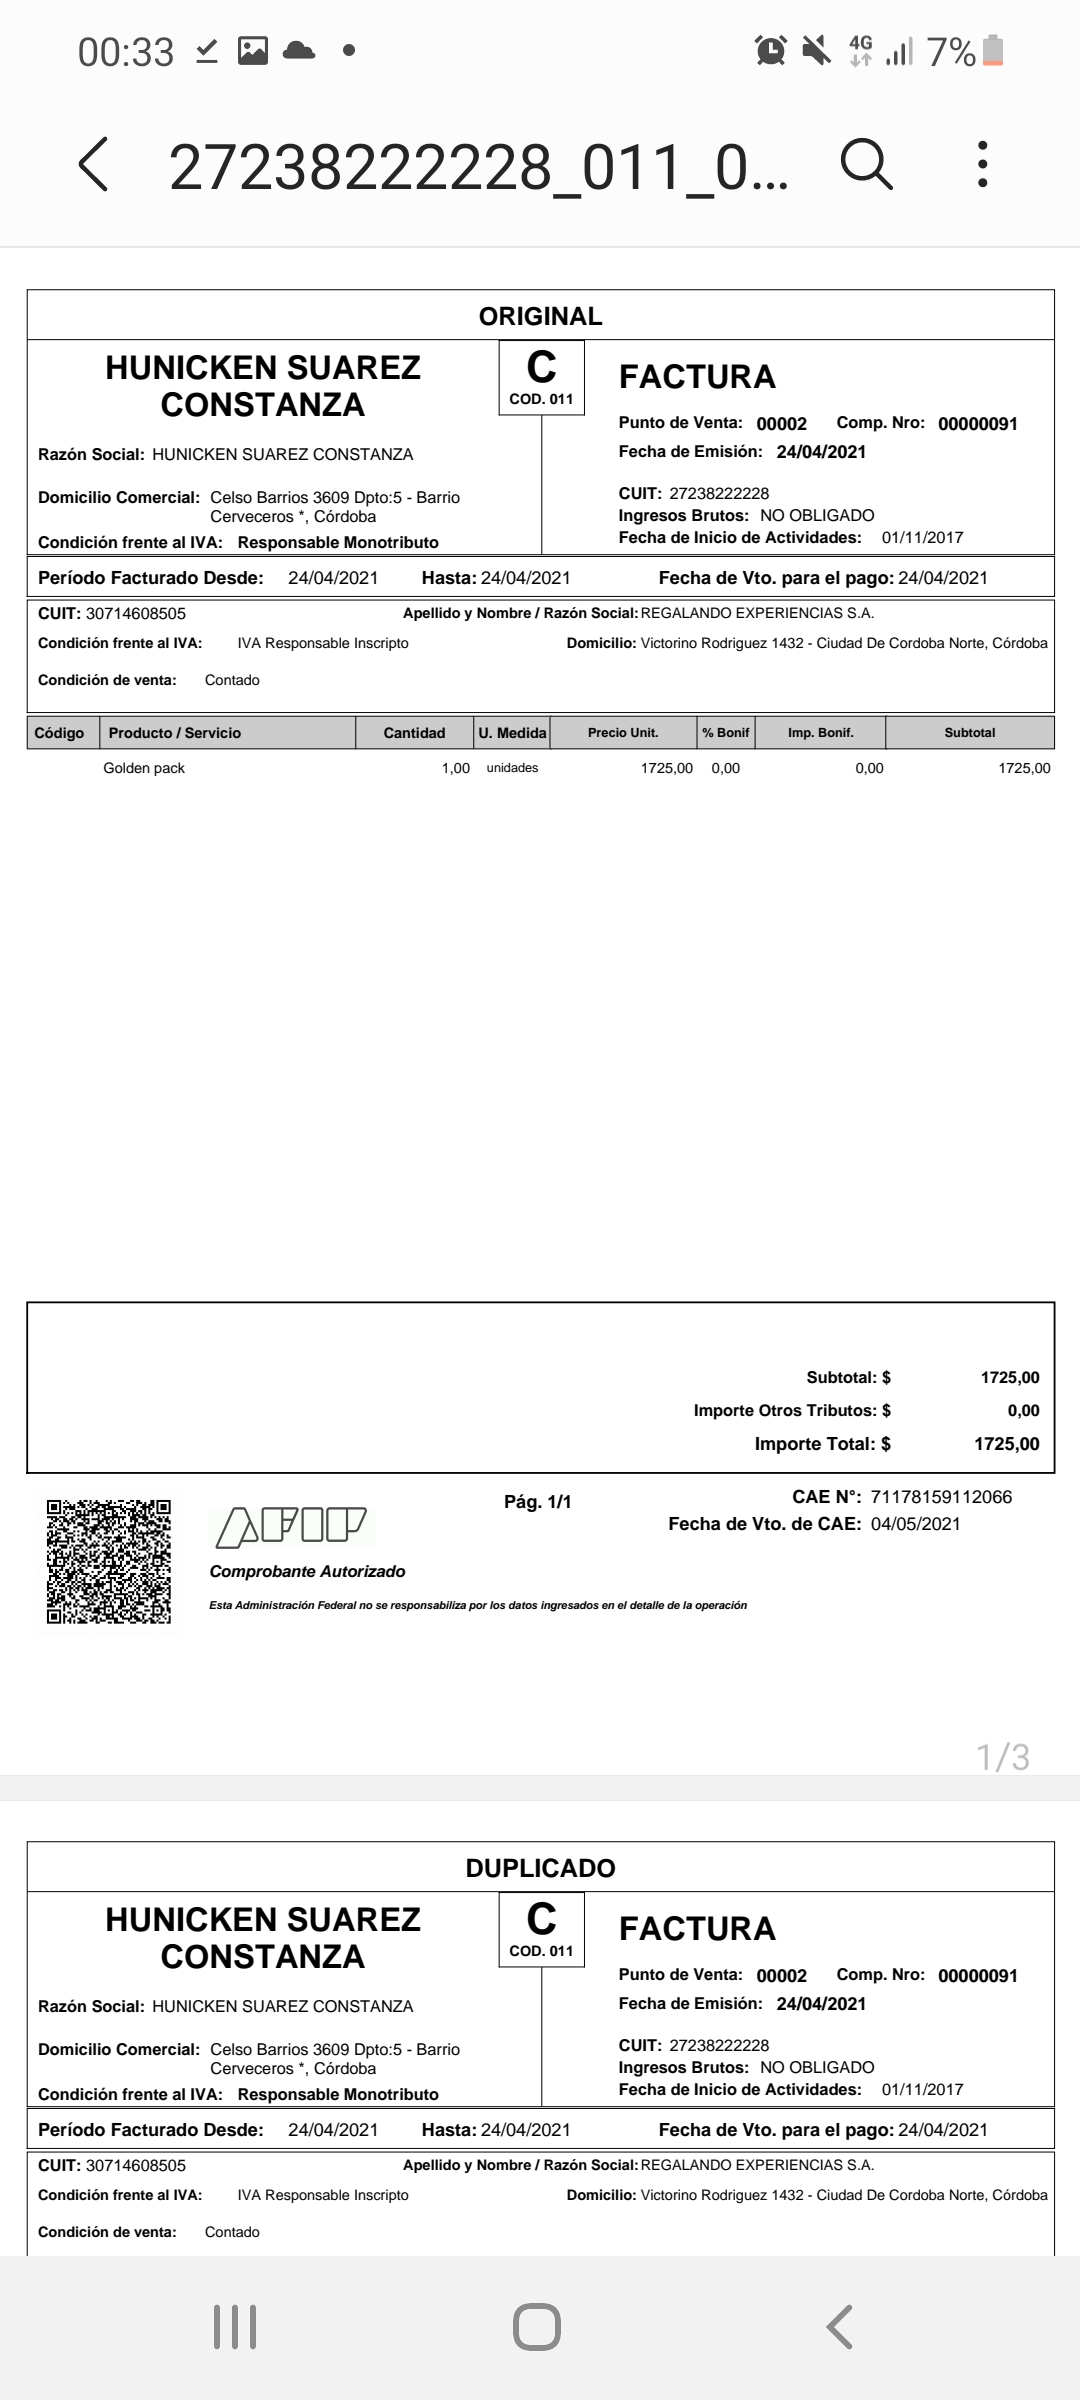 00:33 4G 7%
27238222228_011_0...
ORIGINAL
HUNICKEN SUAREZ
CONSTANZA
C
COD. 011
FACTURA
Punto de Venta: 00002 Comp. Nro: 00000091
Fecha de Emisión: 24/04/2021
Razón Social: HUNICKEN SUAREZ CONSTANZA
Domicilio Comercial: Celso Barrios 3609 Dpto:5 - Barrio
Cerveceros *, Córdoba
Condición frente al IVA: Responsable Monotributo
CUIT: 27238222228
Ingresos Brutos: NO OBLIGADO
Fecha de Inicio de Actividades: 01/11/2017
Período Facturado Desde: 24/04/2021 Hasta: 24/04/2021 Fecha de Vto. para el pago: 24/04/2021
CUIT: 30714608505 Apellido y Nombre / Razón Social: REGALANDO EXPERIENCIAS S.A.
Condición frente al IVA: IVA Responsable Inscripto Domicilio: Victorino Rodriguez 1432 - Ciudad De Cordoba Norte, Córdoba
Condición de venta: Contado
Código Producto / Servicio Cantidad U. Medida Precio Unit. % Bonif Imp. Bonif. Subtotal
Golden pack 1,00 unidades 1725,00 0,00 0,00 1725,00
Subtotal: $ 1725,00
Importe Otros Tributos: $ 0,00
Importe Total: $ 1725,00
AFIP
Comprobante Autorizado
Esta Administración Federal no se responsabiliza por los datos ingresados en el detalle de la operación
Pág. 1/1
CAE N°: 71178159112066
Fecha de Vto. de CAE: 04/05/2021
1/3
DUPLICADO
HUNICKEN SUAREZ
CONSTANZA
C
COD. 011
FACTURA
Punto de Venta: 00002 Comp. Nro: 00000091
Fecha de Emisión: 24/04/2021
Razón Social: HUNICKEN SUAREZ CONSTANZA
Domicilio Comercial: Celso Barrios 3609 Dpto:5 - Barrio
Cerveceros *, Córdoba
Condición frente al IVA: Responsable Monotributo
CUIT: 27238222228
Ingresos Brutos: NO OBLIGADO
Fecha de Inicio de Actividades: 01/11/2017
Período Facturado Desde: 24/04/2021 Hasta: 24/04/2021 Fecha de Vto. para el pago: 24/04/2021
CUIT: 30714608505 Apellido y Nombre / Razón Social: REGALANDO EXPERIENCIAS S.A.
Condición frente al IVA: IVA Responsable Inscripto Domicilio: Victorino Rodriguez 1432 - Ciudad De Cordoba Norte, Córdoba
Condición de venta: Contado